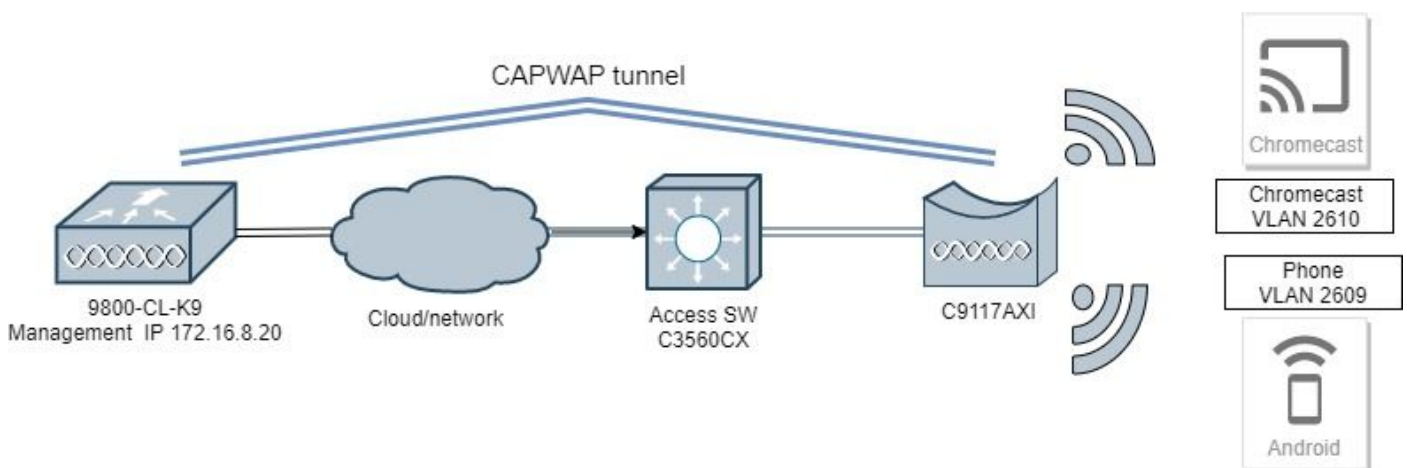 CAPWAP tunnel
9800-CL-K9
Management IP 172.16.8.20
Cloud/network
Access SW
C3560CX
C9117AXI
Chromecast
Chromecast
VLAN 2610
Phone
VLAN 2609
Android